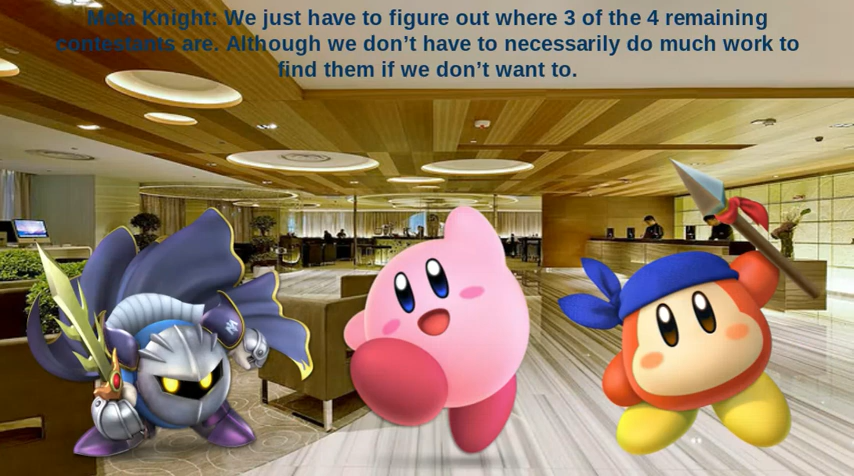 Meta Knight: We just have to figure out where 3 of the 4 remaining
contestants are. Although we don’t have to necessarily do much work to
find them if we don’t want to.